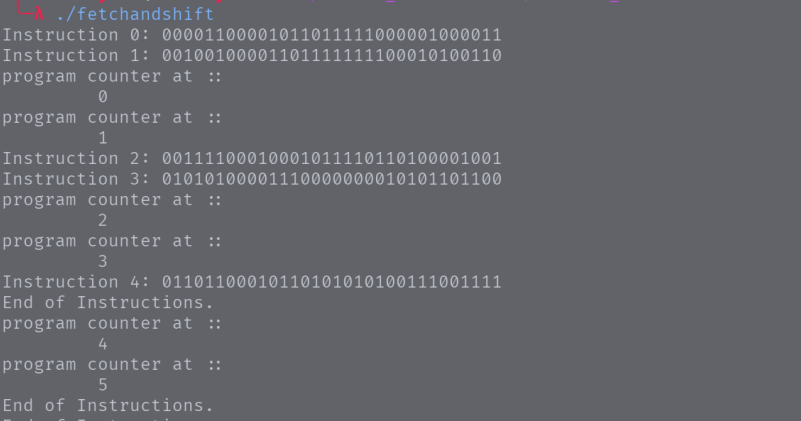 └─λ ./fetchandshift
Instruction 0: 00001100001011011111000001000011
Instruction 1: 00100100001101111111100010100110
program counter at ::
0
program counter at ::
1
Instruction 2: 00111100010001011110110100001001
Instruction 3: 01010100001110000000010101101100
program counter at ::
2
program counter at ::
3
Instruction 4: 01101100010110101010100111001111
End of Instructions.
program counter at ::
4
program counter at ::
5
End of Instructions.